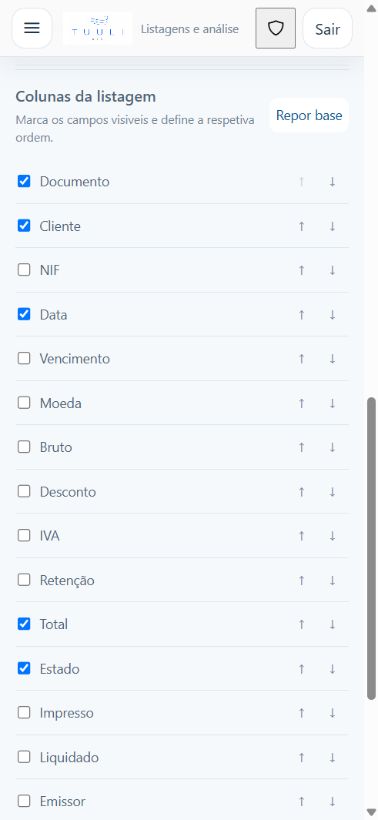 TUULI
Listagens e análise
Sair
Colunas da listagem
Marca os campos visiveis e define a respetiva
ordem.
Repor base
Documento ↑ ↓
Cliente ↑ ↓
NIF ↑ ↓
Data ↑ ↓
Vencimento ↑ ↓
Moeda ↑ ↓
Bruto ↑ ↓
Desconto ↑ ↓
IVA ↑ ↓
Retenção ↑ ↓
Total ↑ ↓
Estado ↑ ↓
Impresso ↑ ↓
Liquidado ↑ ↓
Emissor ↑ ↓